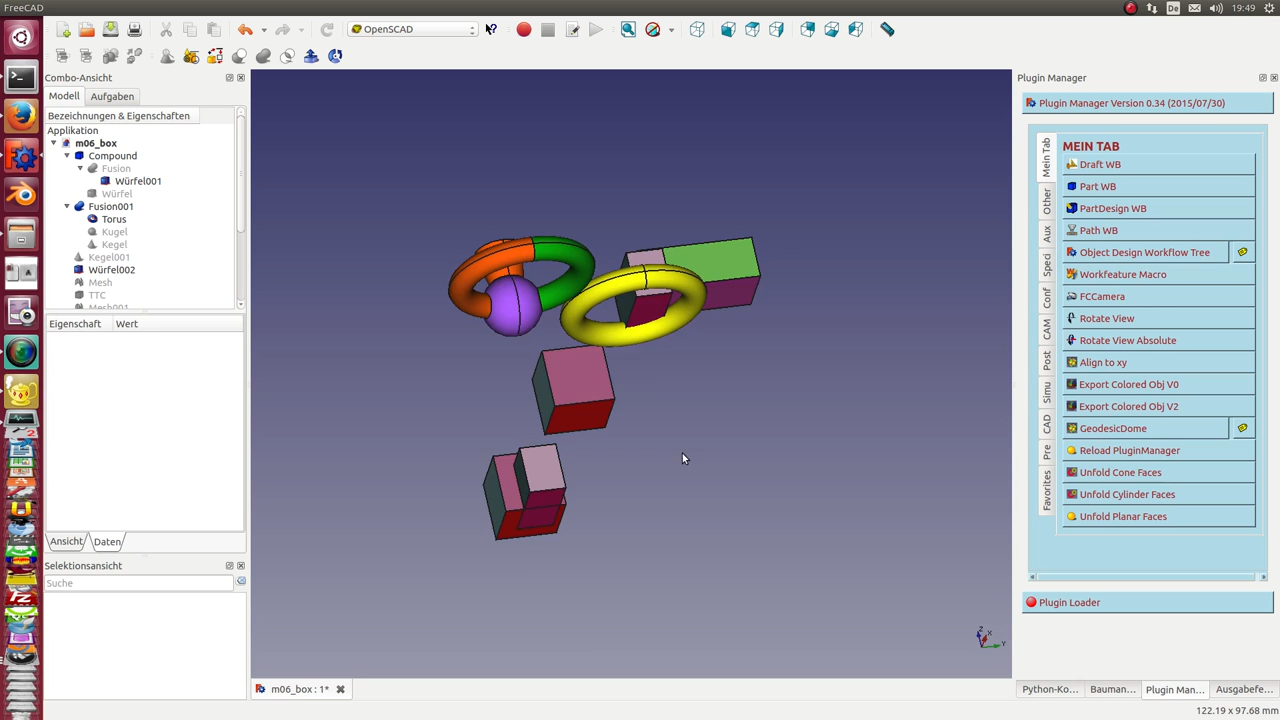 FreeCAD
De
19:49
OpenSCAD
Combo-Ansicht
Plugin Manager
Modell
Aufgaben
Plugin Manager Version 0.34 (2015/07/30)
Bezeichnungen & Eigenschaften
Applikation
m06_box
Compound
Fusion
Würfel001
Würfel
Fusion001
Torus
Kugel
Kegel
Kegel001
Würfel002
Mesh
TTC
Mesh001
Eigenschaft
Wert
Ansicht
Daten
Selektionsansicht
Suche
Mein Tab
Other
Aux
Speci
Conf
CAM
Post
Simu
CAD
Pre
Favorites
MEIN TAB
Draft WB
Part WB
PartDesign WB
Path WB
Object Design Workflow Tree
Workfeature Macro
FCCamera
Rotate View
Rotate View Absolute
Align to xy
Export Colored Obj V0
Export Colored Obj V2
GeodesicDome
Reload PluginManager
Unfold Cone Faces
Unfold Cylinder Faces
Unfold Planar Faces
Plugin Loader
Z
X
Y
m06_box : 1*
Python-Ko...
Bauman...
Plugin Man...
Ausgabefe...
122.19 x 97.68 mm